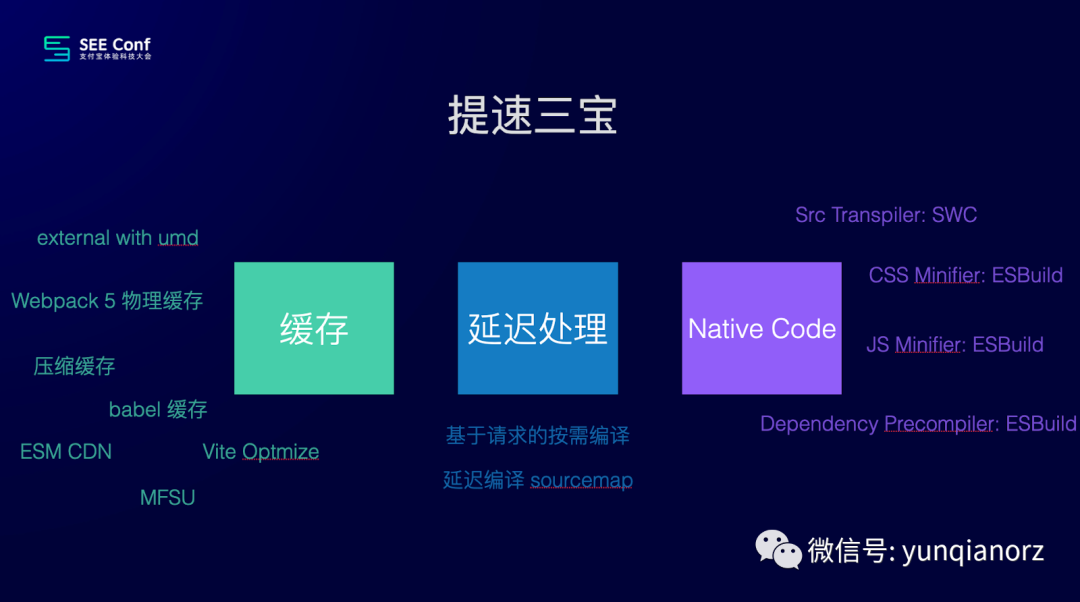 SEE Conf
支付宝体验科技大会
提速三宝
external with umd
Webpack 5 物理缓存
压缩缓存
babel 缓存
ESM CDN
Vite Optmize
MFSU
缓存
延迟处理
基于请求的按需编译
延迟编译 sourcemap
Native Code
Src Transpiler: SWC
CSS Minifier: ESBuild
JS Minifier: ESBuild
Dependency Precompiler: ESBuild
微信号: yunqianorz